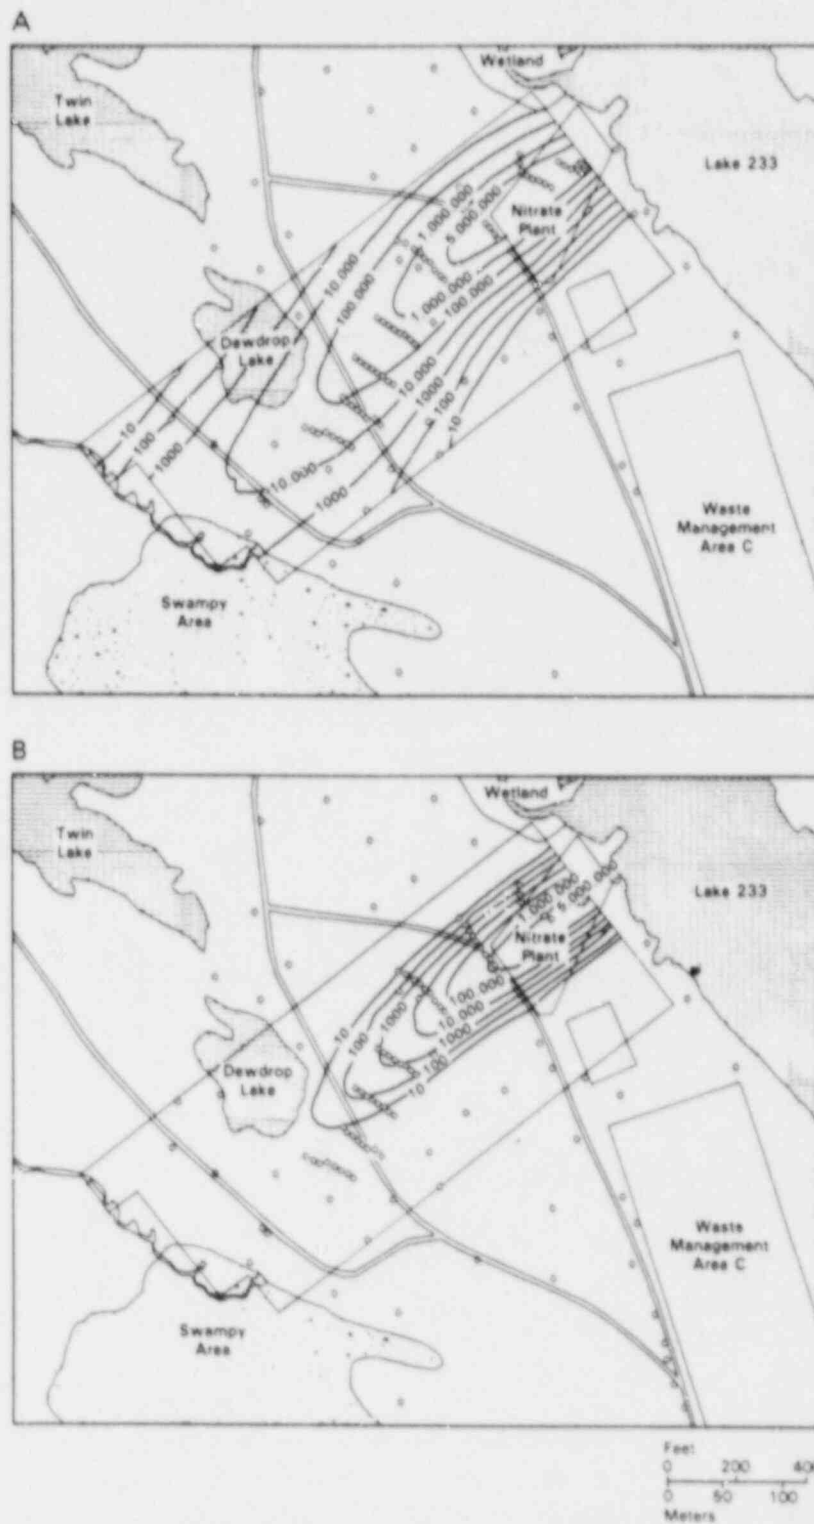 A
Wetland
Twin
Lake
Lake 233
1.000.000
5.000.000
Nitrate
Plant
10.000
100.000
1.000.000
100.000
Dewdrop
Lake
10
100
1000
10.000
1000
100
10
10.000
1000
Waste
Management
Area C
Swampy
Area
B
Wetland
Twin
Lake
Lake 233
1.000.000
Nitrate
Plant
100.000
10.000
1000
100
10
10
100
1000
Dewdrop
Lake
Waste
Management
Area C
Swampy
Area
Feet
0 200 400
0 50 100
Meters